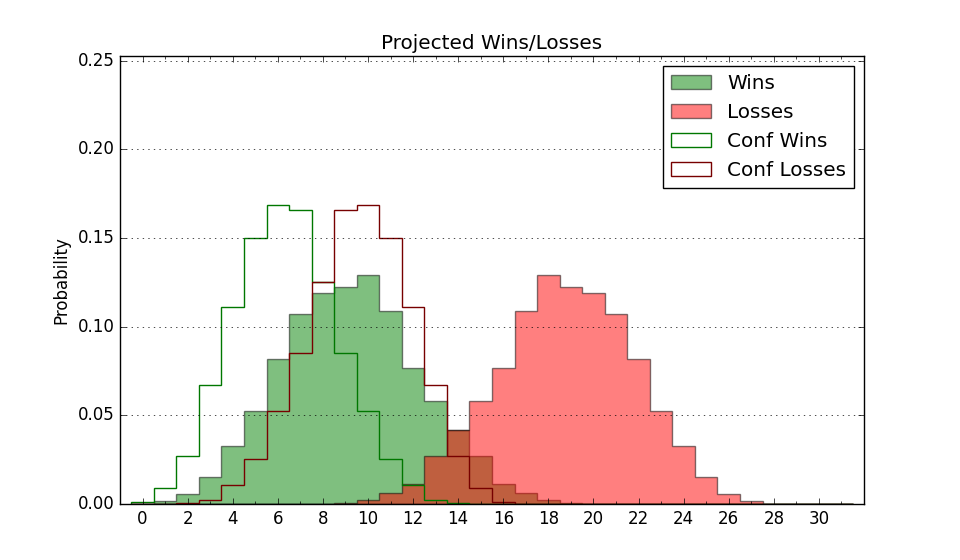 Projected Wins/Losses
Probability
0.25
0.20
0.15
0.10
0.05
0.00
Wins
Losses
Conf Wins
Conf Losses
0 2 4 6 8 10 12 14 16 18 20 22 24 26 28 30